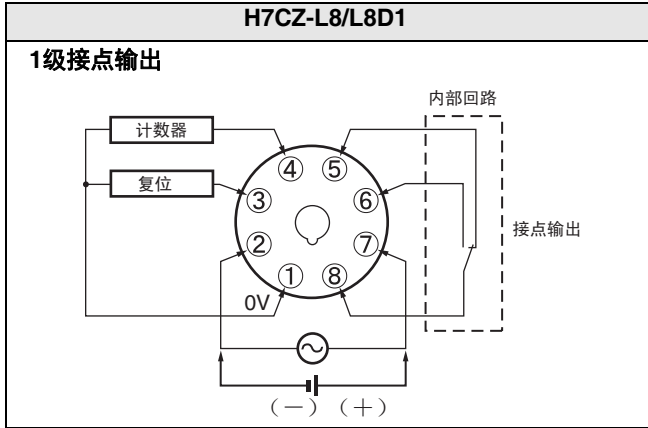 H7CZ-L8/L8D1
1级接点输出
内部回路
计数器
复位
接点输出
④ ⑤
③ ⑥
② ⑦
① ⑧
0V
(－) (＋)